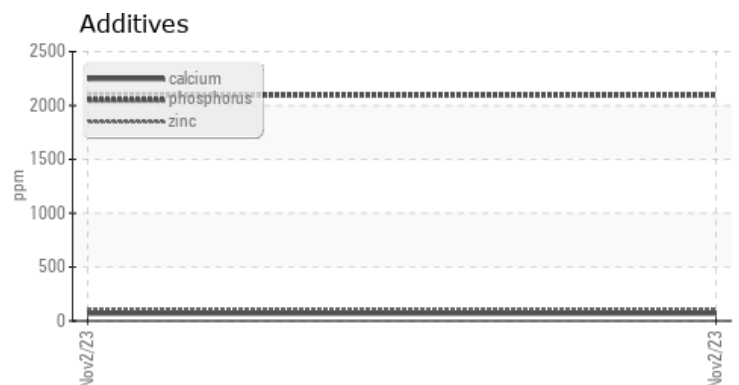 Additives
2500
2000
1500
1000
500
0
ppm
calcium
phosphorus
zinc
Nov2/23
Nov2/23